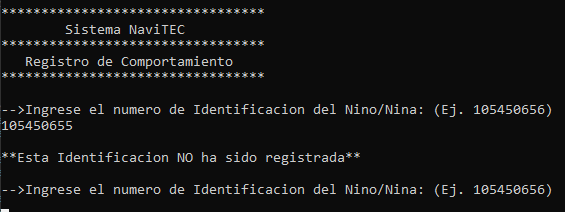 *********************************
Sistema NaviTEC
*********************************
Registro de Comportamiento
*********************************
-->Ingrese el numero de Identificacion del Nino/Nina: (Ej. 105450656)
105450655
**Esta Identificacion NO ha sido registrada**
-->Ingrese el numero de Identificacion del Nino/Nina: (Ej. 105450656)